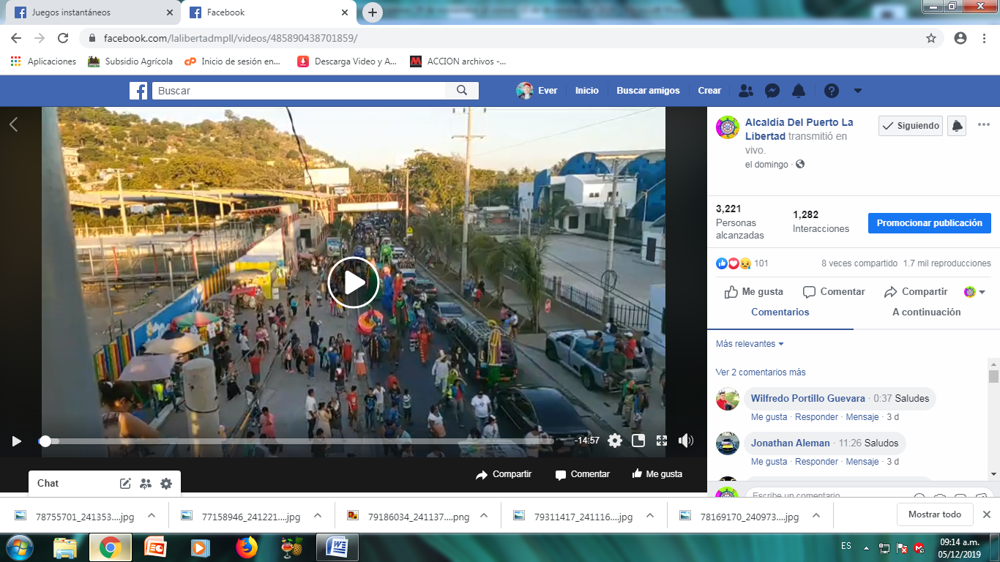 Juegos instantáneos
Facebook
facebook.com/lalibertadmpll/videos/485890438701859/
Aplicaciones
Subsidio Agrícola
Inicio de sesión en...
Descarga Video y A...
ACCION archivos -...
Buscar
Ever
Inicio
Buscar amigos
Crear
Alcaldía Del Puerto La
Libertad transmitió en
vivo.
el domingo ·
Siguiendo
3,221
Personas
alcanzadas
1,282
Interacciones
Promocionar publicación
101
8 veces compartido 1.7 mil reproducciones
Me gusta
Comentar
Compartir
Comentarios
A continuación
Más relevantes
Ver 2 comentarios más
Wilfredo Portillo Guevara · 0:37 Saludes
Me gusta · Responder · Mensaje · 3 d
Jonathan Aleman · 11:26 Saludos
Me gusta · Responder · Mensaje · 3 d
Escribe un comentario
-14:57
Compartir
Comentar
Me gusta
Chat
78755701_241353....jpg
77158946_241221....jpg
79186034_241137....png
79311417_241116....jpg
78169170_240973....jpg
Mostrar todo
ES
09:14 a.m.
05/12/2019